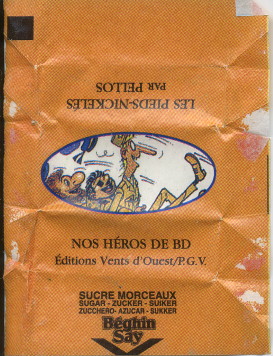 LES PIEDS-NICKELÉS
PAR PELLOS
NOS HÉROS DE BD
Éditions Vents d'Ouest/P.G.V.
SUCRE MORCEAUX
SUGAR - ZUCKER - SUIKER
ZUCCHERO - AZUCAR - SUKKER
Béghin
Say